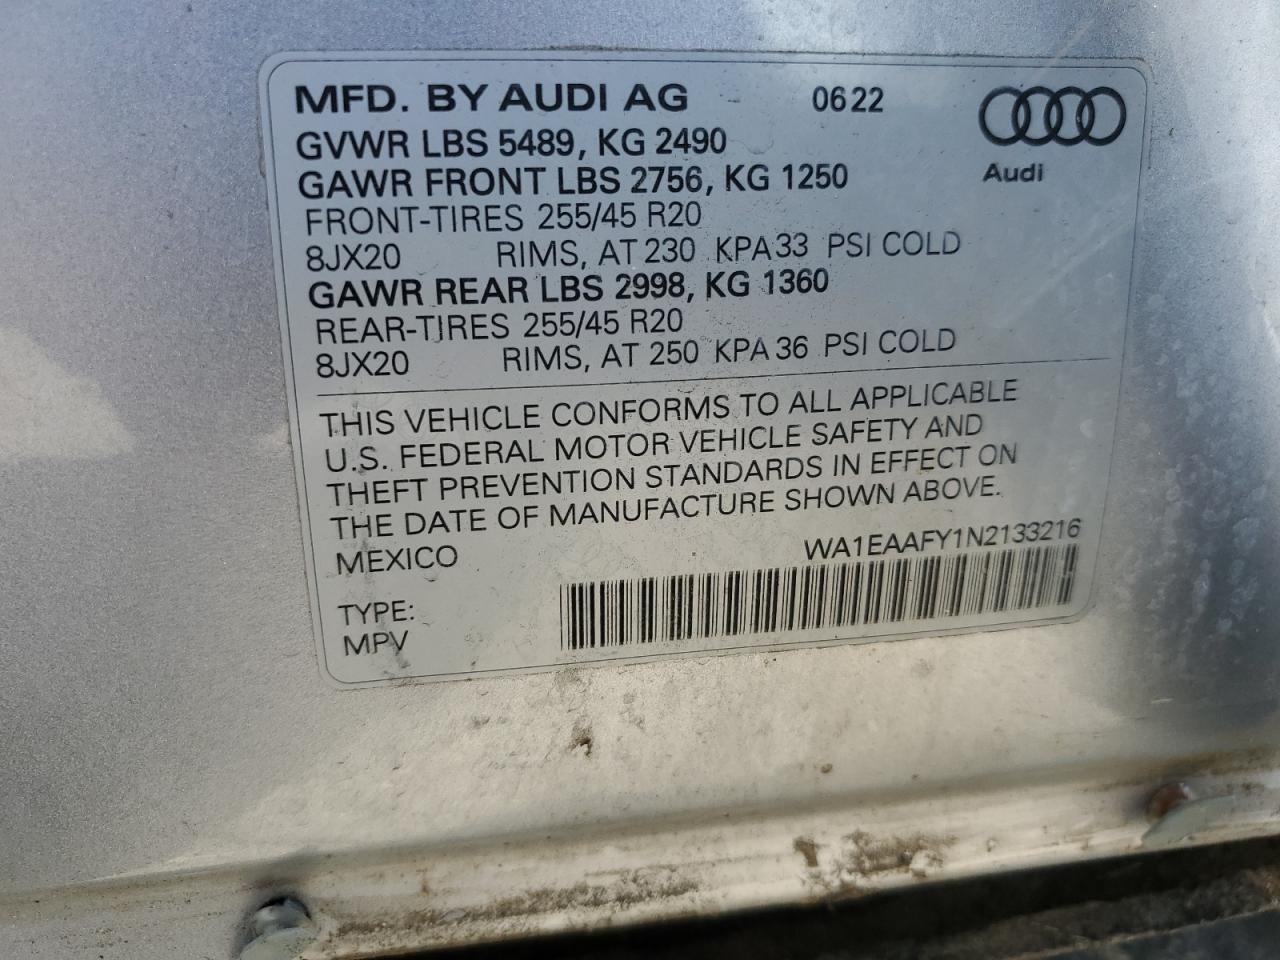 MFD. BY AUDI AG 0622
GVWR LBS 5489, KG 2490
GAWR FRONT LBS 2756, KG 1250
Audi
FRONT-TIRES 255/45 R20
8JX20 RIMS, AT 230 KPA 33 PSI COLD
GAWR REAR LBS 2998, KG 1360
REAR-TIRES 255/45 R20
8JX20 RIMS, AT 250 KPA 36 PSI COLD
THIS VEHICLE CONFORMS TO ALL APPLICABLE
U.S. FEDERAL MOTOR VEHICLE SAFETY AND
THEFT PREVENTION STANDARDS IN EFFECT ON
THE DATE OF MANUFACTURE SHOWN ABOVE.
MEXICO WA1EAAFY1N2133216
TYPE:
MPV